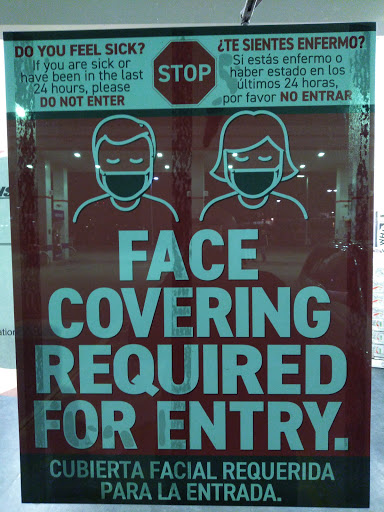 DO YOU FEEL SICK?
If you are sick or
have been in the last
24 hours, please
DO NOT ENTER
STOP
¿TE SIENTES ENFERMO?
Si estás enfermo o
haber estado en los
últimos 24 horas,
por favor NO ENTRAR
FACE
COVERING
REQUIRED
FOR ENTRY.
CUBIERTA FACIAL REQUERIDA
PARA LA ENTRADA.